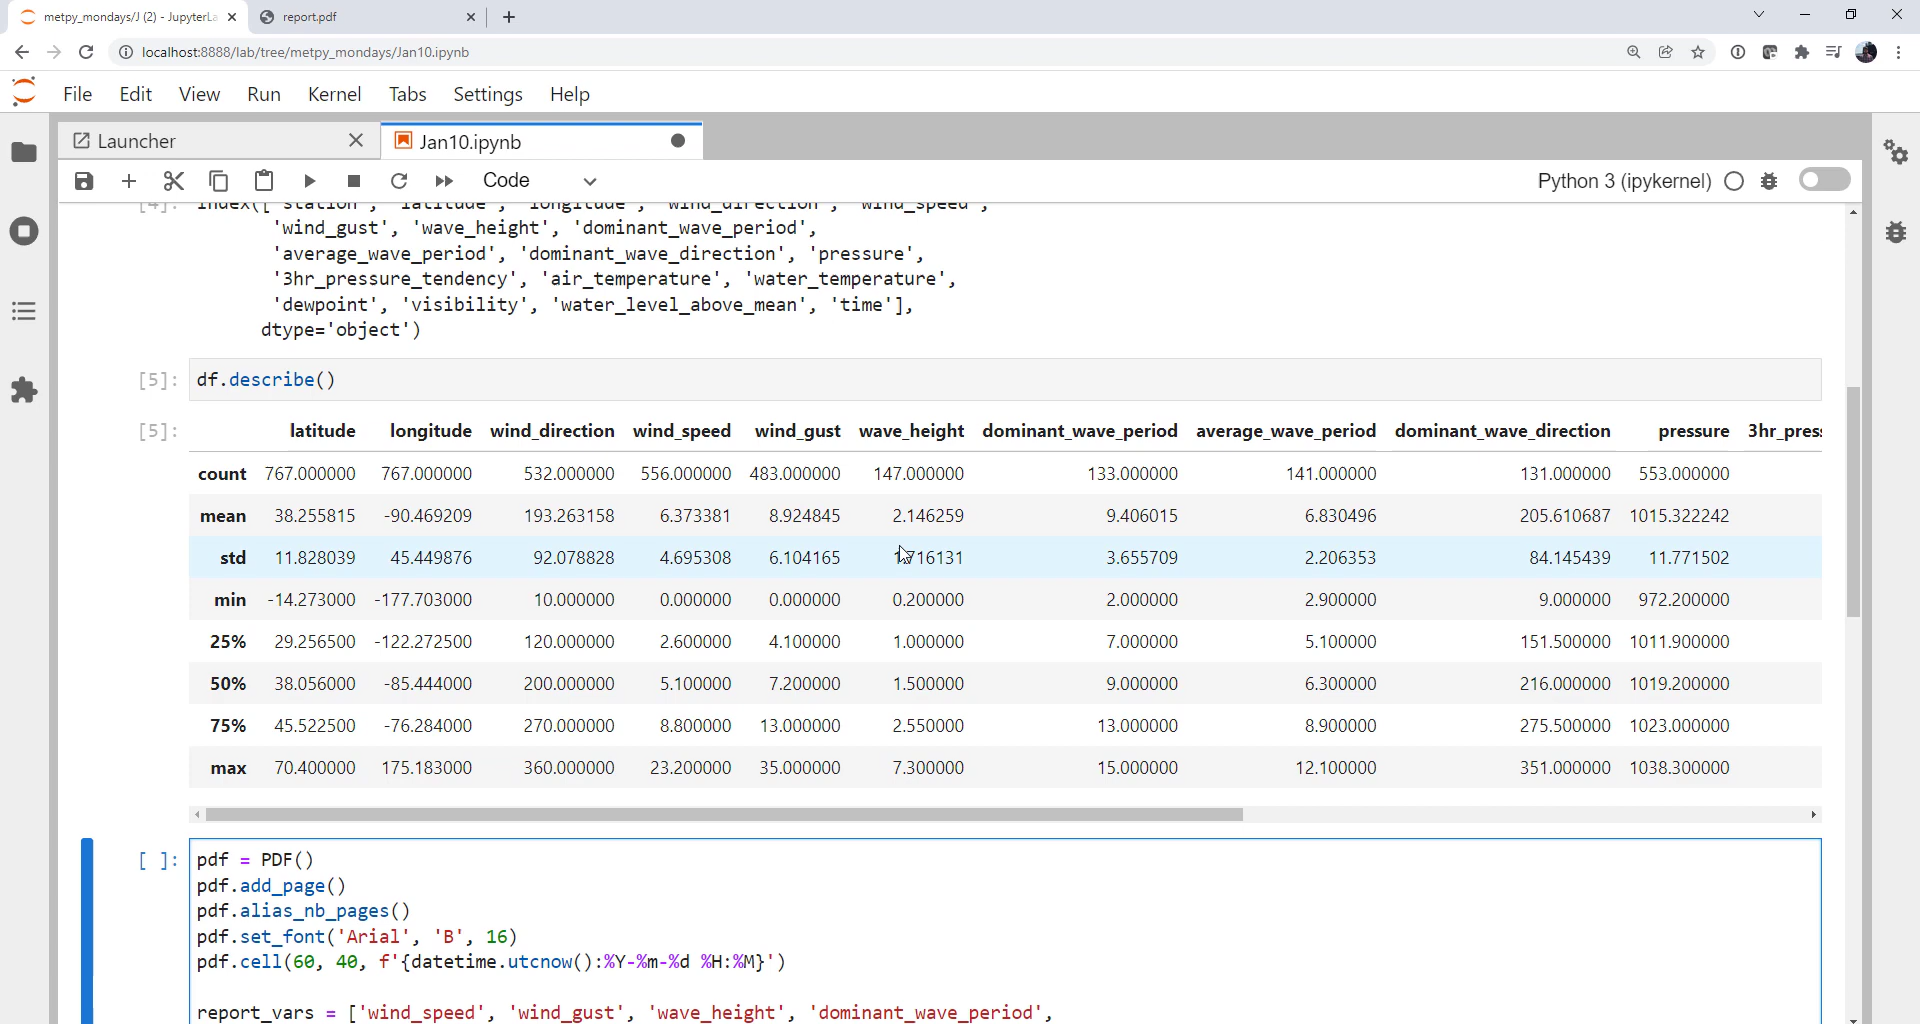 metpy_mondays/J (2) - JupyterLa
report.pdf
localhost:8888/lab/tree/metpy_mondays/Jan10.ipynb
File Edit View Run Kernel Tabs Settings Help
Launcher
Jan10.ipynb
Code
Python 3 (ipykernel)
[4]: Index(['station', 'latitude', 'longitude', 'wind_direction', 'wind_speed',
'wind_gust', 'wave_height', 'dominant_wave_period',
'average_wave_period', 'dominant_wave_direction', 'pressure',
'3hr_pressure_tendency', 'air_temperature', 'water_temperature',
'dewpoint', 'visibility', 'water_level_above_mean', 'time'],
dtype='object')
[5]: df.describe()
[5]: latitude longitude wind_direction wind_speed wind_gust wave_height dominant_wave_period average_wave_period dominant_wave_direction pressure 3hr_pres
count 767.000000 767.000000 532.000000 556.000000 483.000000 147.000000 133.000000 141.000000 131.000000 553.000000
mean 38.255815 -90.469209 193.263158 6.373381 8.924845 2.146259 9.406015 6.830496 205.610687 1015.322242
std 11.828039 45.449876 92.078828 4.695308 6.104165 1.716131 3.655709 2.206353 84.145439 11.771502
min -14.273000 -177.703000 10.000000 0.000000 0.000000 0.200000 2.000000 2.900000 9.000000 972.200000
25% 29.256500 -122.272500 120.000000 2.600000 4.100000 1.000000 7.000000 5.100000 151.500000 1011.900000
50% 38.056000 -85.444000 200.000000 5.100000 7.200000 1.500000 9.000000 6.300000 216.000000 1019.200000
75% 45.522500 -76.284000 270.000000 8.800000 13.000000 2.550000 13.000000 8.900000 275.500000 1023.000000
max 70.400000 175.183000 360.000000 23.200000 35.000000 7.300000 15.000000 12.100000 351.000000 1038.300000
[ ]: pdf = PDF()
pdf.add_page()
pdf.alias_nb_pages()
pdf.set_font('Arial', 'B', 16)
pdf.cell(60, 40, f'{datetime.utcnow():%Y-%m-%d %H:%M}')
report_vars = ['wind_speed', 'wind_gust', 'wave_height', 'dominant_wave_period',